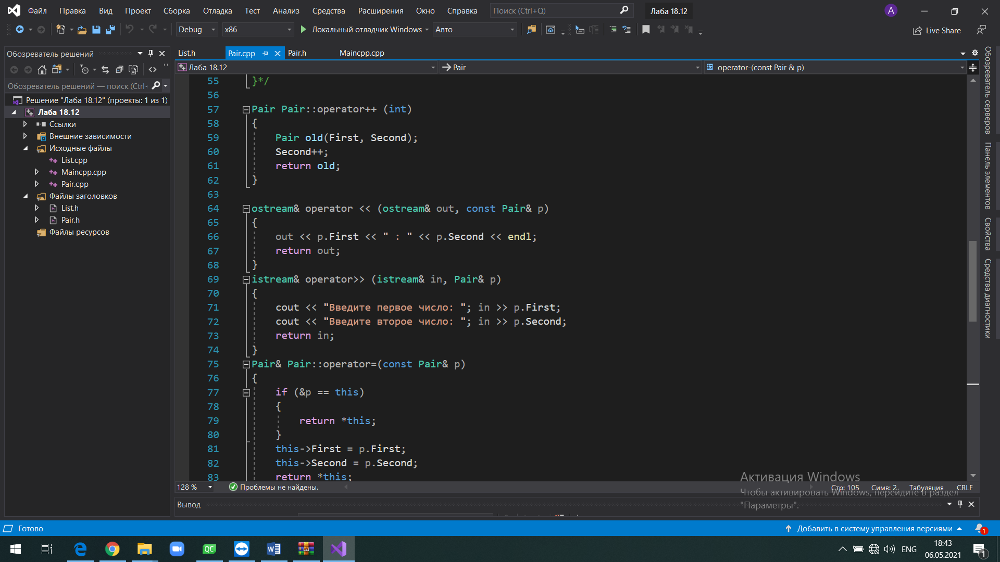 Файл Правка Вид Проект Сборка Отладка Тест Анализ Средства Расширения Окно Справка Поиск (Ctrl+Q) Лаба 18.12 A
Debug x86 Локальный отладчик Windows Авто Live Share
Обозреватель решений
Обозреватель решений — поиск (Ctrl+
Решение "Лаба 18.12" (проекты: 1 из 1)
Лаба 18.12
Ссылки
Внешние зависимости
Исходные файлы
List.cpp
Maincpp.cpp
Pair.cpp
Файлы заголовков
List.h
Pair.h
Файлы ресурсов
List.h Pair.cpp Pair.h Maincpp.cpp
Лаба 18.12 Pair operator-(const Pair & p)
55 }*/
56
57 Pair Pair::operator++ (int)
58 {
59 Pair old(First, Second);
60 Second++;
61 return old;
62 }
63
64 ostream& operator << (ostream& out, const Pair& p)
65 {
66 out << p.First << " : " << p.Second << endl;
67 return out;
68 }
69 istream& operator>> (istream& in, Pair& p)
70 {
71 cout << "Введите первое число: "; in >> p.First;
72 cout << "Введите второе число: "; in >> p.Second;
73 return in;
74 }
75 Pair& Pair::operator=(const Pair& p)
76 {
77 if (&p == this)
78 {
79 return *this;
80 }
81 this->First = p.First;
82 this->Second = p.Second;
83 return *this;
128 % Проблемы не найдены. Стр: 105 Симв: 2 Табуляция CRLF
Вывод
Обозреватель серверов
Панель элементов
Свойства
Средства диагностики
Активация Windows
Чтобы активировать Windows, перейдите в раздел
"Параметры".
Готово Добавить в систему управления версиями 1
QC W ENG 18:43
06.05.2021 1